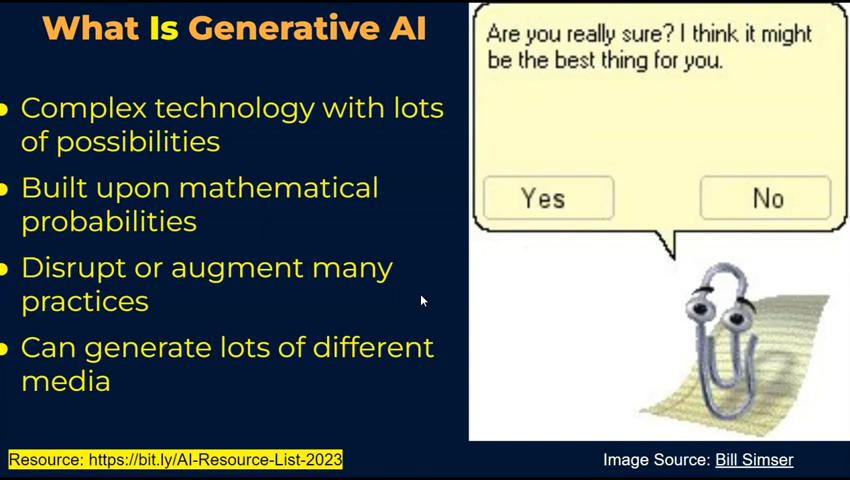 What Is Generative AI
Complex technology with lots
of possibilities
Built upon mathematical
probabilities
Disrupt or augment many
practices
Can generate lots of different
media
Are you really sure? I think it might
be the best thing for you.
Yes
No
Resource: https://bit.ly/AI-Resource-List-2023
Image Source: Bill Simser